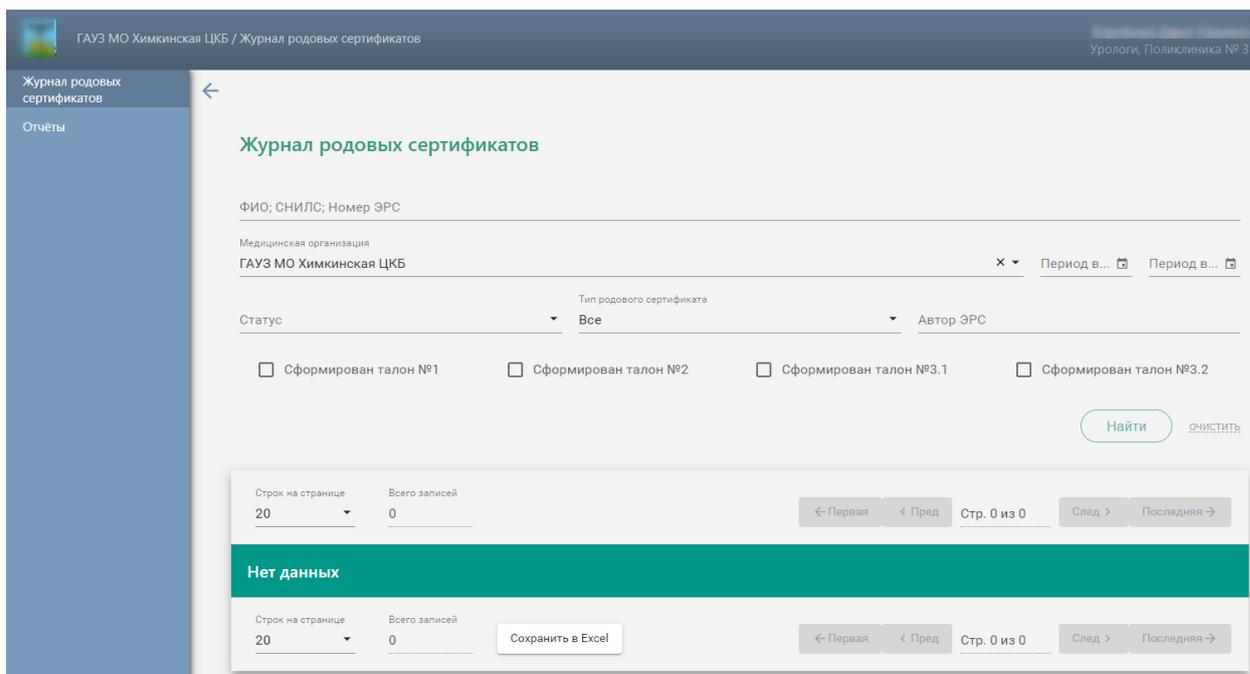 ГАУЗ МО Химкинская ЦКБ / Журнал родовых сертификатов
Урологи, Поликлиника № 3
Журнал родовых
сертификатов
Отчёты
Журнал родовых сертификатов
ФИО; СНИЛС; Номер ЭРС
Медицинская организация
ГАУЗ МО Химкинская ЦКБ Период в... Период в...
Тип родового сертификата
Статус Все Автор ЭРС
Сформирован талон №1 Сформирован талон №2 Сформирован талон №3.1 Сформирован талон №3.2
Найти очистить
Строк на странице Всего записей
20 0 Первая Пред Стр. 0 из 0 След Последняя
Нет данных
Строк на странице Всего записей
20 0 Сохранить в Excel Первая Пред Стр. 0 из 0 След Последняя